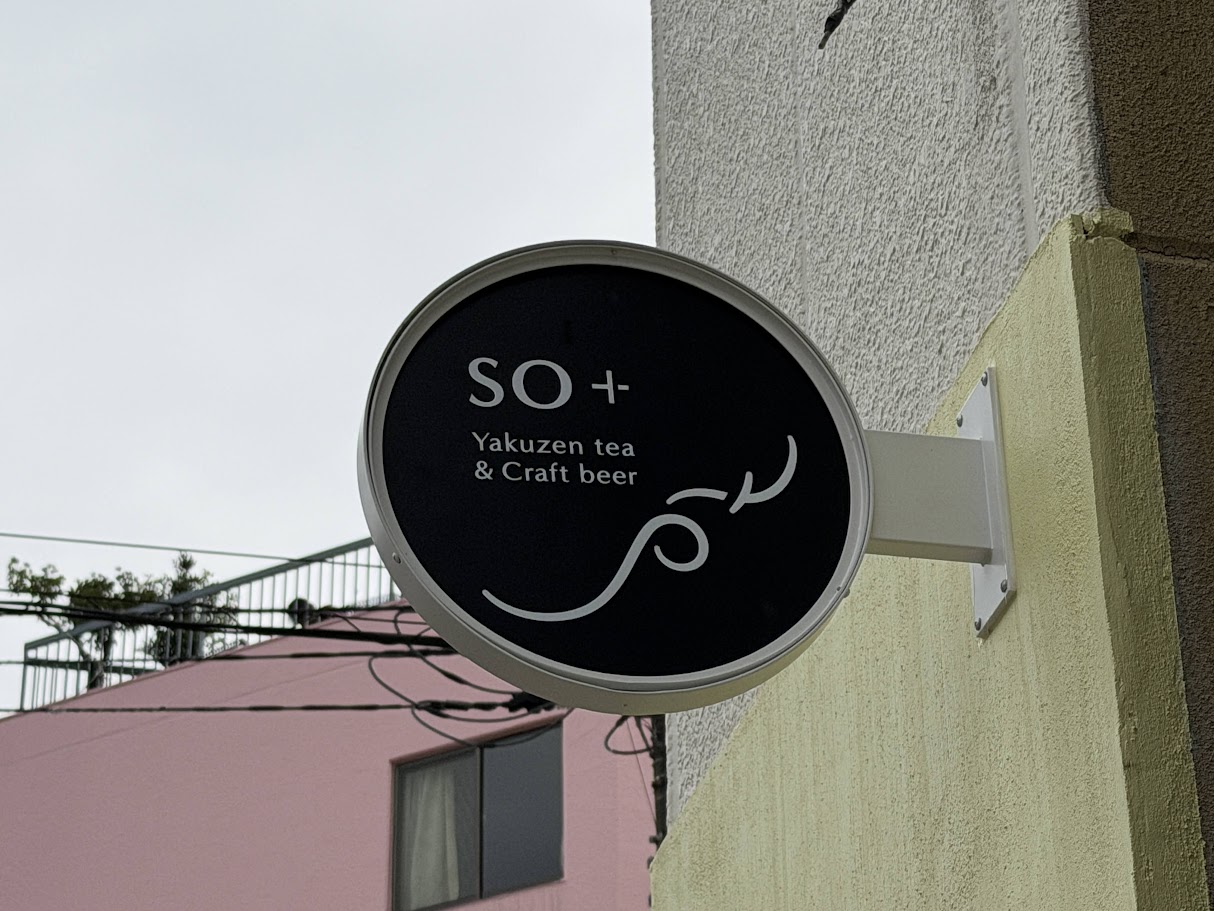 SO+
Yakuzen tea
& Craft beer